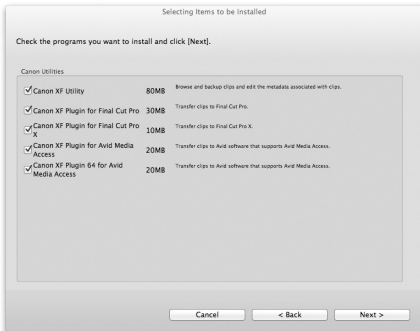 Selecting Items to be Installed
Check the programs you want to install and click [Next].
Canon Utilities
Canon XF Utility 80MB Browse and backup clips and edit the metadata associated with clips.
Canon XF Plugin for Final Cut Pro 30MB Transfer clips to Final Cut Pro.
Canon XF Plugin for Final Cut Pro
X 10MB Transfer clips to Final Cut Pro X.
Canon XF Plugin for Avid Media
Access 20MB Transfer clips to Avid software that supports Avid Media Access.
Canon XF Plugin 64 for Avid
Media Access 20MB Transfer clips to Avid software that supports Avid Media Access.
Cancel < Back Next >